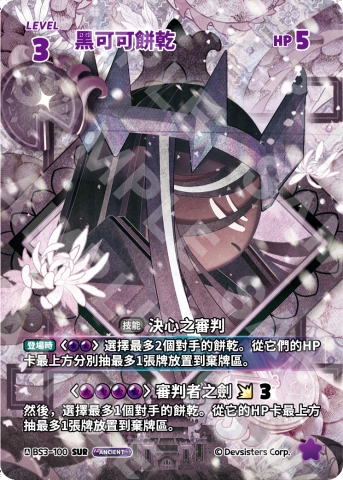 LEVEL
3
黑可可餅乾
HP 5
SAMPLE
技能 決心之審判
登場時 《》 選擇最多2個對手的餅乾。從它們的HP
卡最上方分別抽最多1張牌放置到棄牌區。
《》 審判者之劍 3
然後，選擇最多1個對手的餅乾。從它的HP卡最上方
抽最多1張牌放置到棄牌區。
A BS3-100 SUR ANCIENT
© Devsisters Corp.